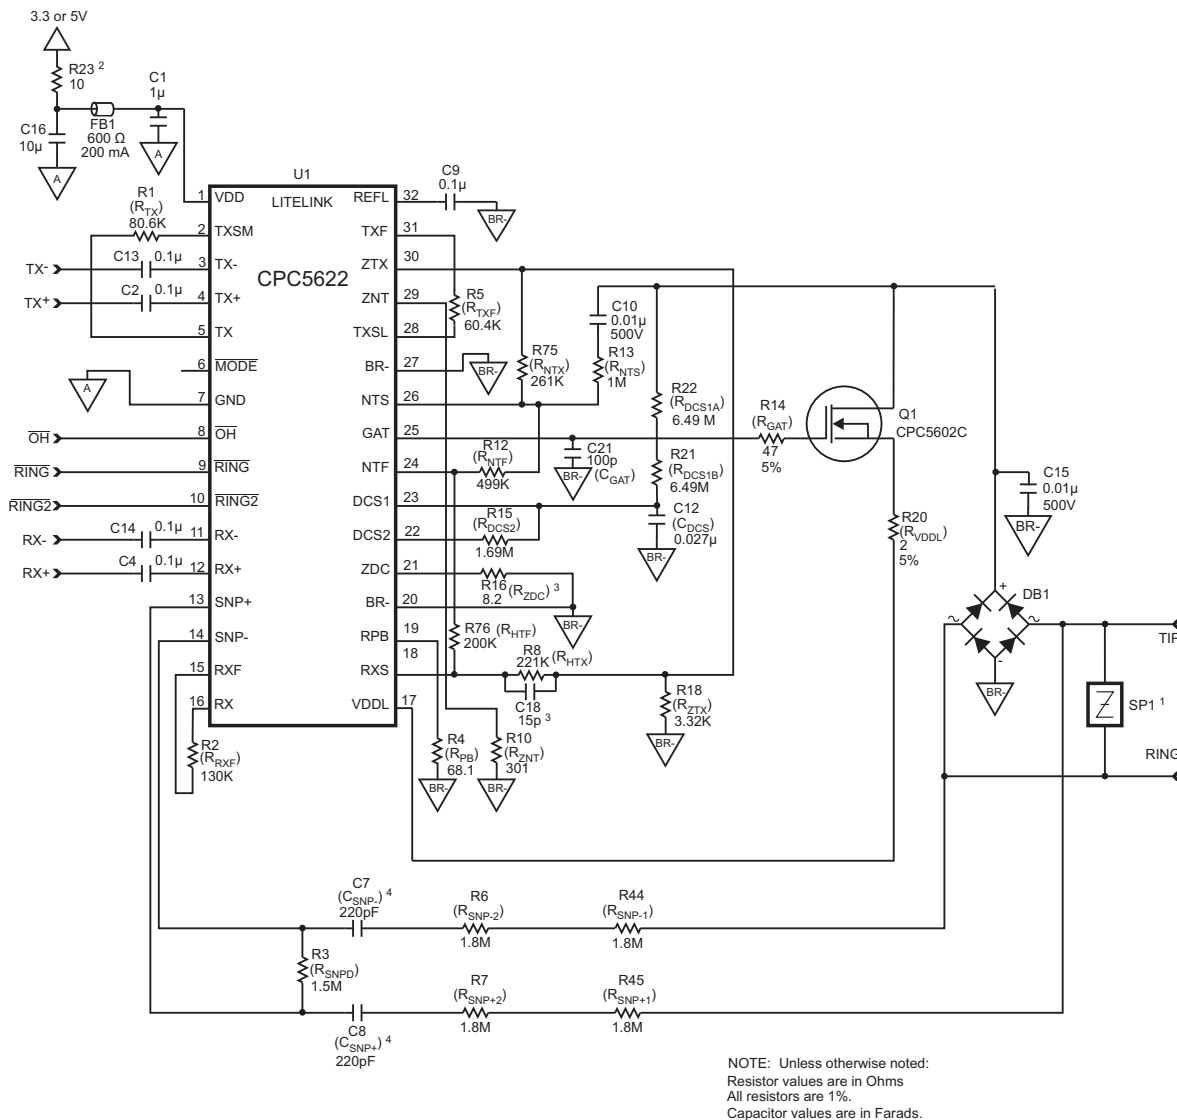 3.3 or 5V
R23 2
10
C1
1µ
C16
10µ
FB1
600 Ω
200 mA
A
A
R1
(RTX)
80.6K
TX-
C13
0.1µ
TX+
C2
0.1µ
A
OH
RING
RING2
RX-
C14
0.1µ
RX+
C4
0.1µ
U1
LITELINK
CPC5622
1 VDD
2 TXSM
3 TX-
4 TX+
5 TX
6 MODE
7 GND
8 OH
9 RING
10 RING2
11 RX-
12 RX+
13 SNP+
14 SNP-
15 RXF
16 RX
REFL 32
TXF 31
ZTX 30
ZNT 29
TXSL 28
BR- 27
NTS 26
GAT 25
NTF 24
DCS1 23
DCS2 22
ZDC 21
BR- 20
RPB 19
RXS 18
VDDL 17
R2
(RRXF)
130K
C9
0.1µ
BR-
R5
(RTXF)
60.4K
BR-
R75
(RNTX)
261K
C10
0.01µ
500V
R13
(RNTS)
1M
R22
(RDCS1A)
6.49 M
R14
(RGAT)
47
5%
Q1
CPC5602C
R12
(RNTF)
499K
C21
100p
(CGAT)
BR-
R21
(RDCS1B)
6.49M
R15
(RDCS2)
1.69M
C12
(CDCS)
0.027µ
BR-
C15
0.01µ
500V
BR-
R20
(RVDDL)
2
5%
R16 (RZDC) 3
8.2
BR-
R76 (RHTF)
200K
R8
221K (RHTX)
C18
15p 3
R18
(RZTX)
3.32K
BR-
R4
(RPB)
68.1
BR-
R10
(RZNT)
301
BR-
+
DB1
~
~
-
BR-
TIP
SP1 1
RING
C7
(CSNP-) 4
220pF
R6
(RSNP-2)
1.8M
R44
(RSNP-1)
1.8M
R3
(RSNPD)
1.5M
R7
(RSNP+2)
1.8M
R45
(RSNP+1)
1.8M
C8
(CSNP+) 4
220pF
NOTE: Unless otherwise noted:
Resistor values are in Ohms
All resistors are 1%.
Capacitor values are in Farads.